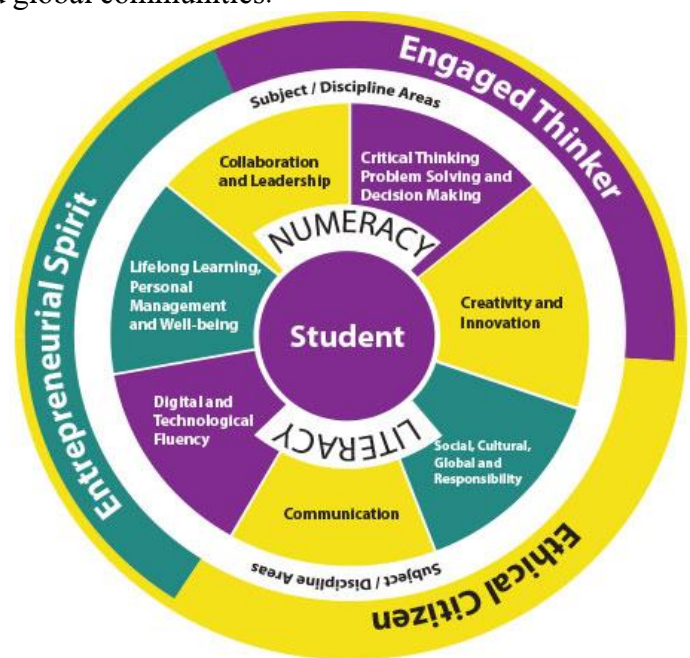 global communities.
Engaged Thinker
Subject / Discipline Areas
Collaboration
and Leadership
Critical Thinking
Problem Solving and
Decision Making
NUMERACY
Lifelong Learning,
Personal
Management
and Well-being
Creativity and
Innovation
Student
Entrepreneurial Spirit
Digital and
Technological
Fluency
LITERACY
Social, Cultural,
Global and
Responsibility
Communication
Subject / Discipline Areas
Ethical Citizen